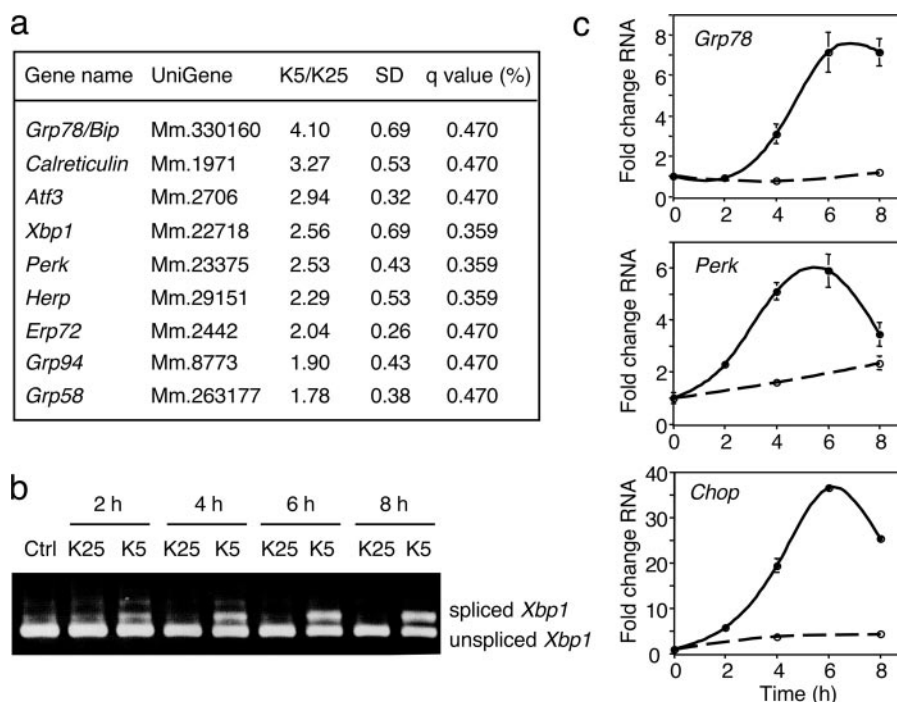 a
Gene name UniGene K5/K25 SD q value (%)
Grp78/Bip Mm.330160 4.10 0.69 0.470
Calreticulin Mm.1971 3.27 0.53 0.470
Atf3 Mm.2706 2.94 0.32 0.470
Xbp1 Mm.22718 2.56 0.69 0.359
Perk Mm.23375 2.53 0.43 0.359
Herp Mm.29151 2.29 0.53 0.359
Erp72 Mm.2442 2.04 0.26 0.470
Grp94 Mm.8773 1.90 0.43 0.470
Grp58 Mm.263177 1.78 0.38 0.470
b
2 h 4 h 6 h 8 h
Ctrl K25 K5 K25 K5 K25 K5 K25 K5
spliced Xbp1
unspliced Xbp1
c
Grp78
Fold change RNA
8
6
4
2
0
0 2 4 6 8
Perk
Fold change RNA
6
4
2
0
0 2 4 6 8
Chop
Fold change RNA
40
30
20
10
0
0 2 4 6 8
Time (h)